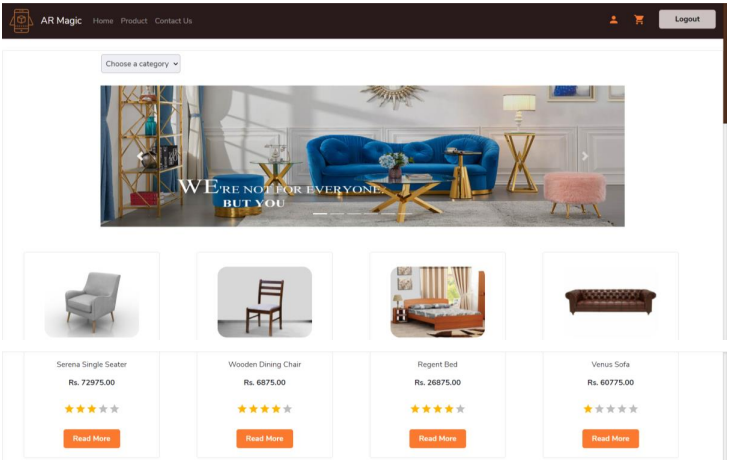 AR Magic Home Product Contact Us Logout
Choose a category
WE'RE NOT FOR EVERYONE
BUT YOU
Serena Single Seater Wooden Dining Chair Regent Bed Venus Sofa
Rs. 72975.00 Rs. 6875.00 Rs. 26875.00 Rs. 60775.00
Read More Read More Read More Read More